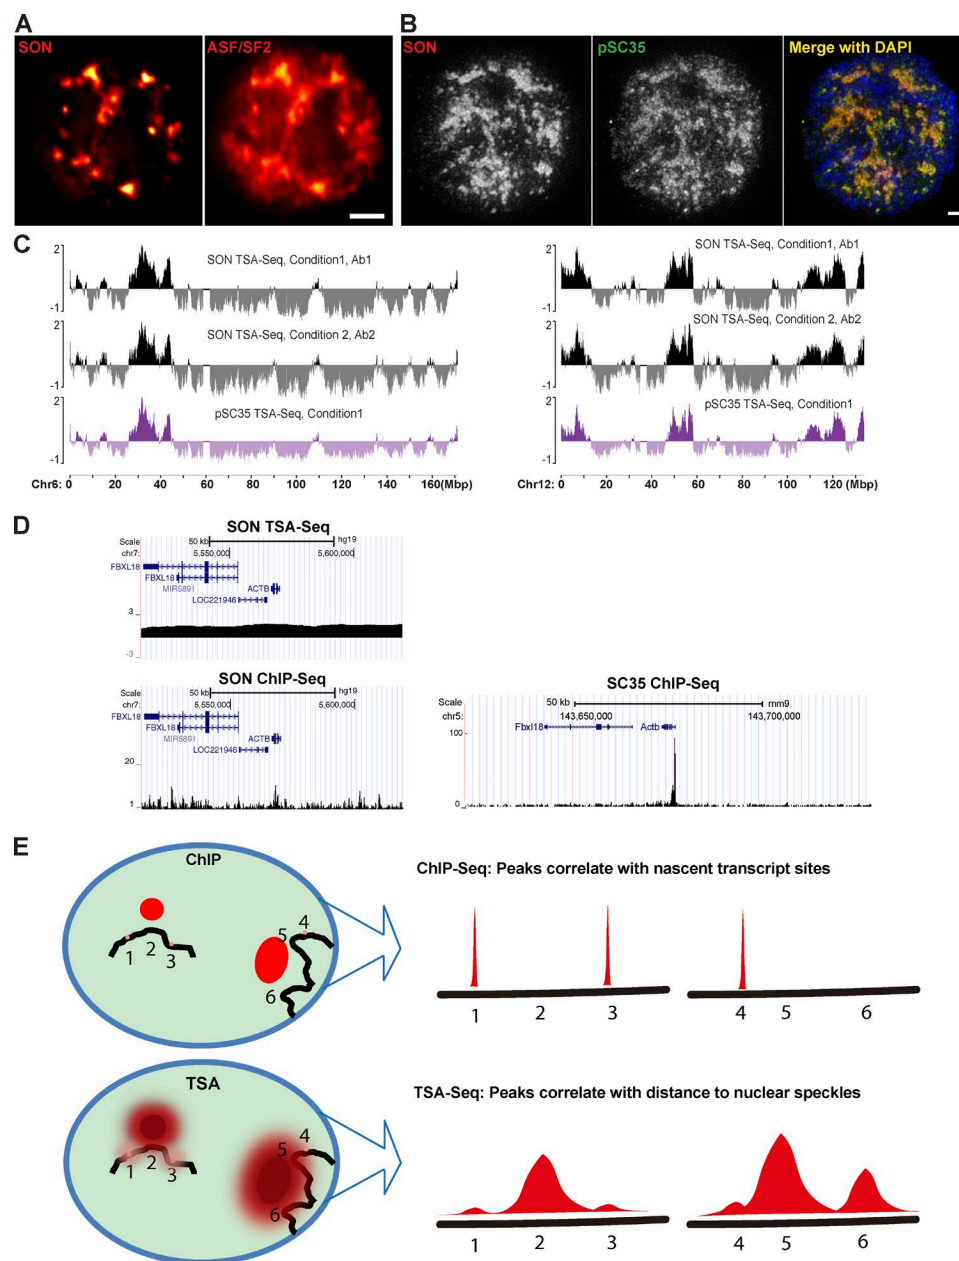 A
SON
ASF/SF2
B
SON
pSC35
Merge with DAPI
C
2
-1
SON TSA-Seq, Condition1, Ab1
2
-1
SON TSA-Seq, Condition 2, Ab2
2
-1
pSC35 TSA-Seq, Condition1
Chr6: 0 20 40 60 80 100 120 140 160(Mbp)
2
-1
SON TSA-Seq, Condition1, Ab1
2
-1
SON TSA-Seq, Condition 2, Ab2
2
-1
pSC35 TSA-Seq, Condition1
Chr12: 0 20 40 60 80 100 120 (Mbp)
D
SON TSA-Seq
Scale 50 kb hg19
chr7: 5,550,000 5,600,000
FBXL18
FBXL18
MIR589
ACTB
LOC221946
3
-3
SON ChIP-Seq
Scale 50 kb hg19
chr7: 5,550,000 5,600,000
FBXL18
FBXL18
MIR589
ACTB
LOC221946
20
1
SC35 ChIP-Seq
Scale 50 kb mm9
chr5: 143,650,000 143,700,000
Fbxl18 Actb
100
0
E
ChIP
1 2 3 4 5 6
ChIP-Seq: Peaks correlate with nascent transcript sites
1 2 3 4 5 6
TSA
1 2 3 4 5 6
TSA-Seq: Peaks correlate with distance to nuclear speckles
1 2 3 4 5 6